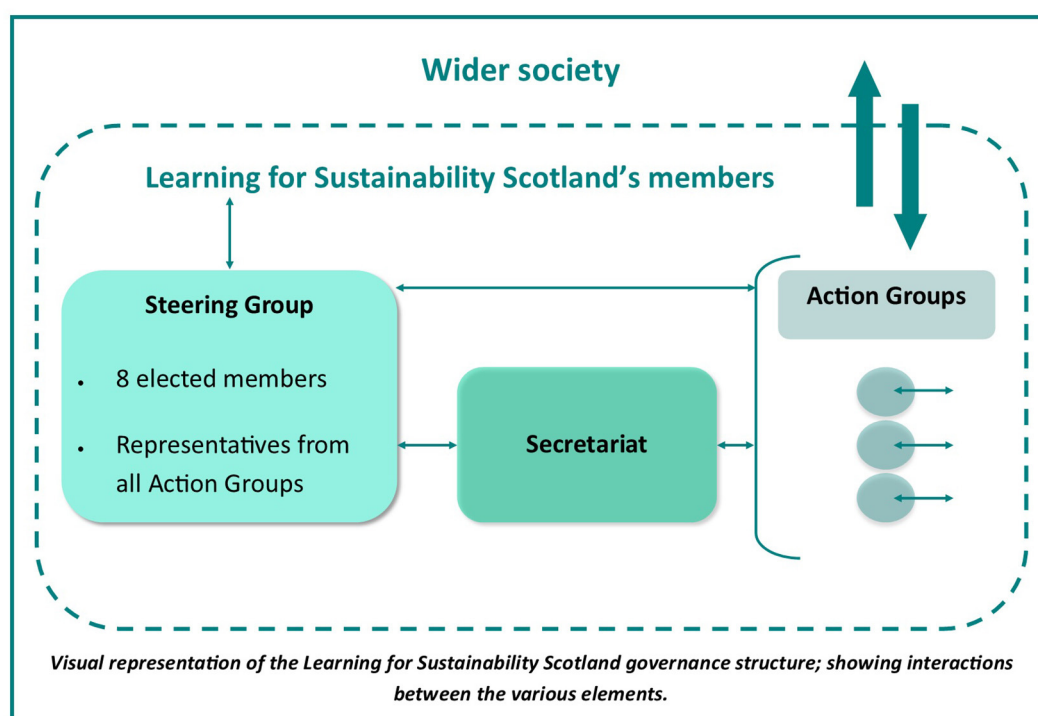 Wider society
Learning for Sustainability Scotland’s members
Steering Group
• 8 elected members
• Representatives from
all Action Groups
Secretariat
Action Groups
Visual representation of the Learning for Sustainability Scotland governance structure; showing interactions
between the various elements.